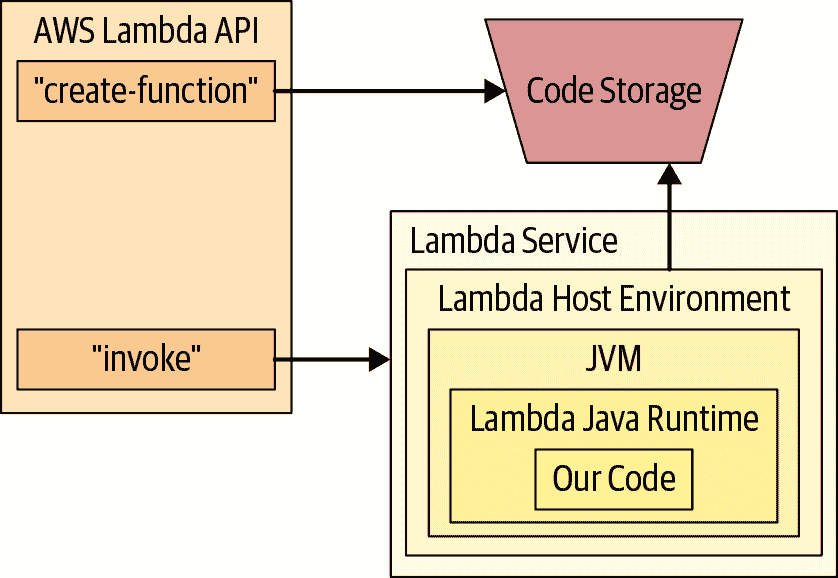 AWS Lambda API
"create-function"
Code Storage
Lambda Service
Lambda Host Environment
"invoke"
JVM
Lambda Java Runtime
Our Code